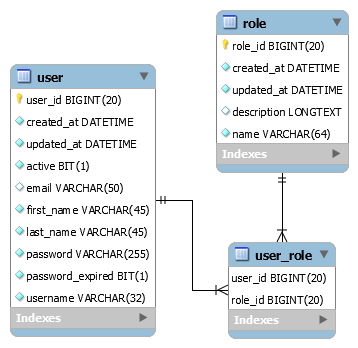 role
role_id BIGINT(20)
created_at DATETIME
updated_at DATETIME
description LONGTEXT
name VARCHAR(64)
Indexes
user
user_id BIGINT(20)
created_at DATETIME
updated_at DATETIME
active BIT(1)
email VARCHAR(50)
first_name VARCHAR(45)
last_name VARCHAR(45)
password VARCHAR(255)
password_expired BIT(1)
username VARCHAR(32)
Indexes
user_role
user_id BIGINT(20)
role_id BIGINT(20)
Indexes